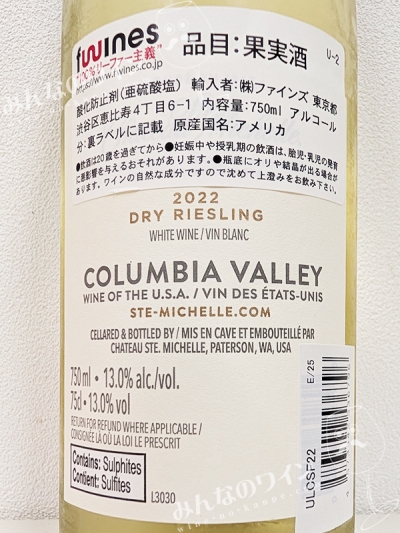 fwines
"100%リーファー主義"
https://www.fwines.co.jp
品目:果実酒
U-2
酸化防止剤(亜硫酸塩) 輸入者:㈱ファインズ 東京都
渋谷区恵比寿4丁目6-1 内容量:750ml アルコール
分:裏ラベルに記載 原産国名:アメリカ
●飲酒は20歳を過ぎてから●妊娠中や授乳期の飲酒は、胎児・乳児の発育
に悪影響を与えるおそれがあります。●瓶底にオリや結晶が出る場合が
あります。ワインの自然な成分ですので沈めて上澄みをお飲み下さい。
2022
DRY RIESLING
WHITE WINE / VIN BLANC
COLUMBIA VALLEY
WINE OF THE U.S.A. / VIN DES ÉTATS-UNIS
STE-MICHELLE.COM
CELLARED & BOTTLED BY / MIS EN CAVE ET EMBOUTEILLÉ PAR
CHATEAU STE. MICHELLE, PATERSON, WA, USA
750 ml • 13.0% alc./vol.
75cl • 13.0% vol
RETURN FOR REFUND WHERE APPLICABLE /
CONSIGNÉE LÀ OÙ LA LOI LE PRESCRIT
Contains: Sulphites
Contient: Sulfites
L3030
E/25
ULCSF22
みんなのワイン